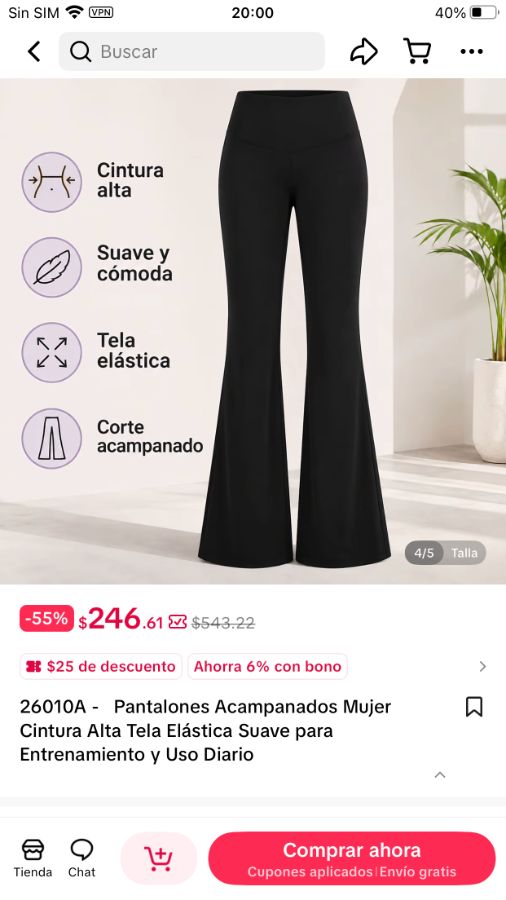 Sin SIM VPN 20:00 40%
Buscar
Cintura
alta
Suave y
cómoda
Tela
elástica
Corte
acampanado
4/5 Talla
-55% $246.61 $543.22
$25 de descuento Ahorra 6% con bono
26010A - Pantalones Acampanados Mujer
Cintura Alta Tela Elástica Suave para
Entrenamiento y Uso Diario
Comprar ahora
Tienda Chat Cupones aplicados|Envío gratis